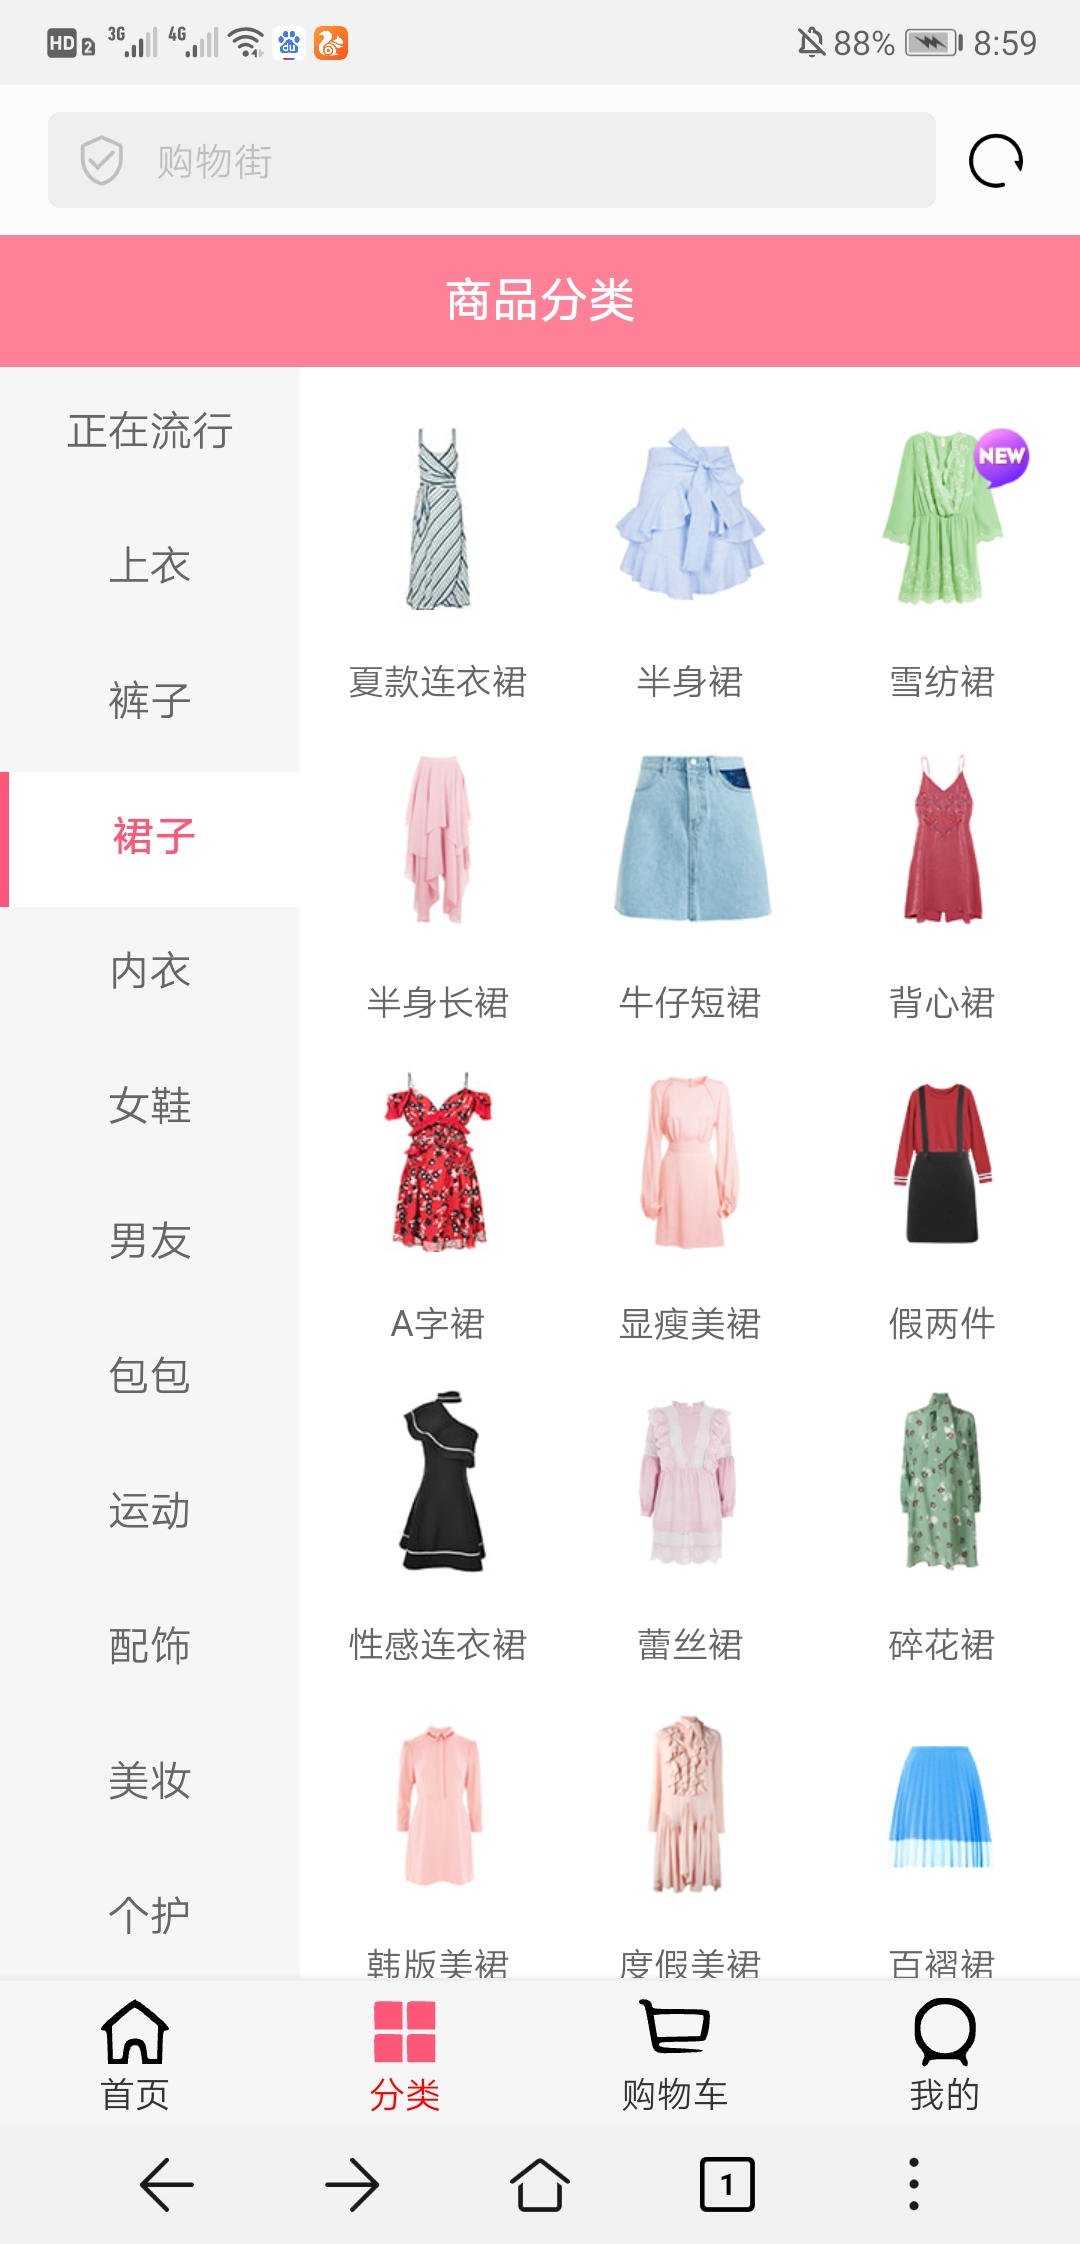 HD 2 3G 4G du 88% 8:59
购物街
商品分类
正在流行
上衣
裤子
裙子
内衣
女鞋
男友
包包
运动
配饰
美妆
个护
NEW
夏款连衣裙 半身裙 雪纺裙
半身长裙 牛仔短裙 背心裙
A字裙 显瘦美裙 假两件
性感连衣裙 蕾丝裙 碎花裙
韩版美裙 度假美裙 百褶裙
首页 分类 购物车 我的
1